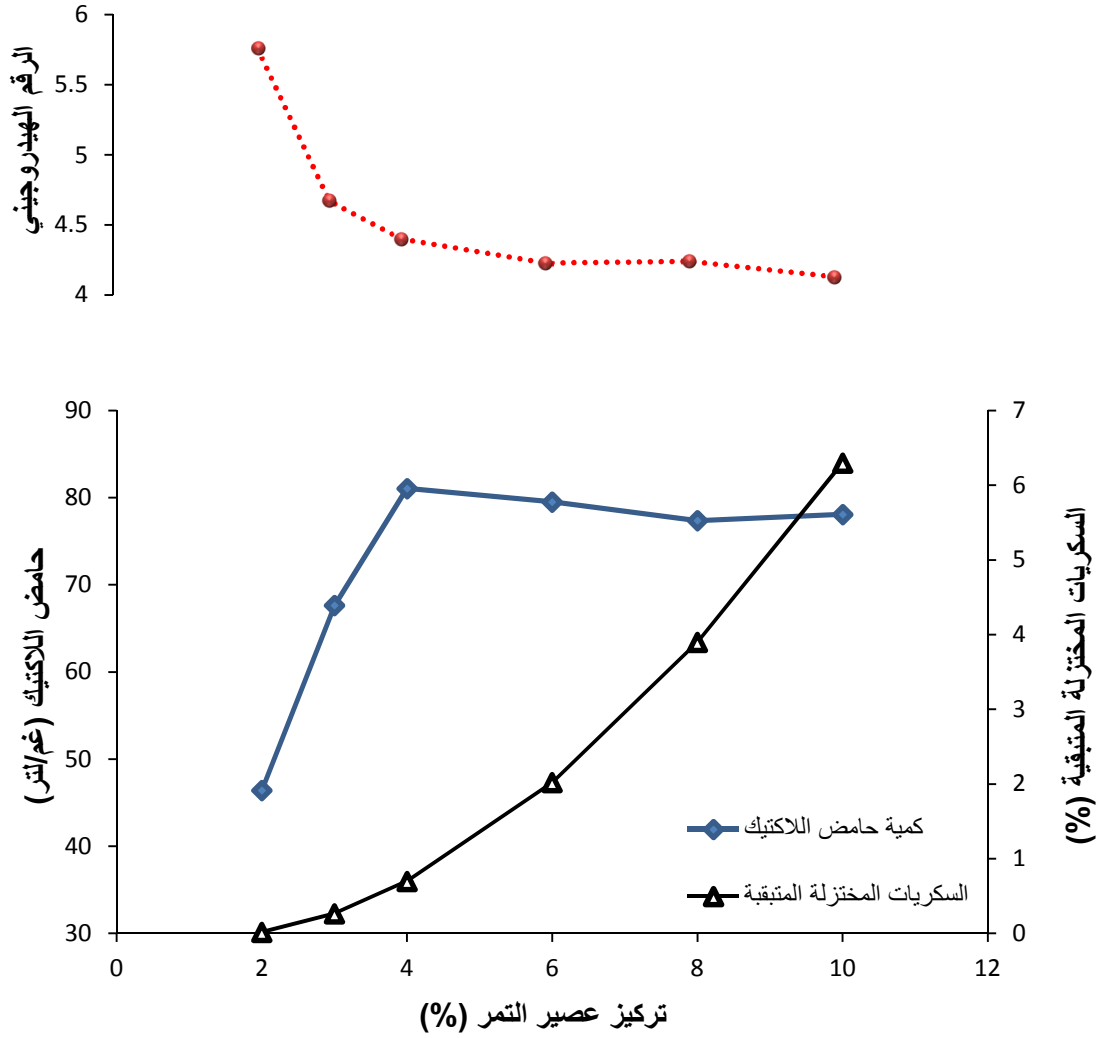 الرقم الهيدروجيني
6
5.5
5
4.5
4
حامض اللاكتيك (غم/لتر)
90
80
70
60
50
40
30
السكريات المختزلة المتبقية (%)
7
6
5
4
3
2
1
0
كمية حامض اللاكتيك
السكريات المختزلة المتبقبة
0 2 4 6 8 10 12
تركيز عصير التمر (%)